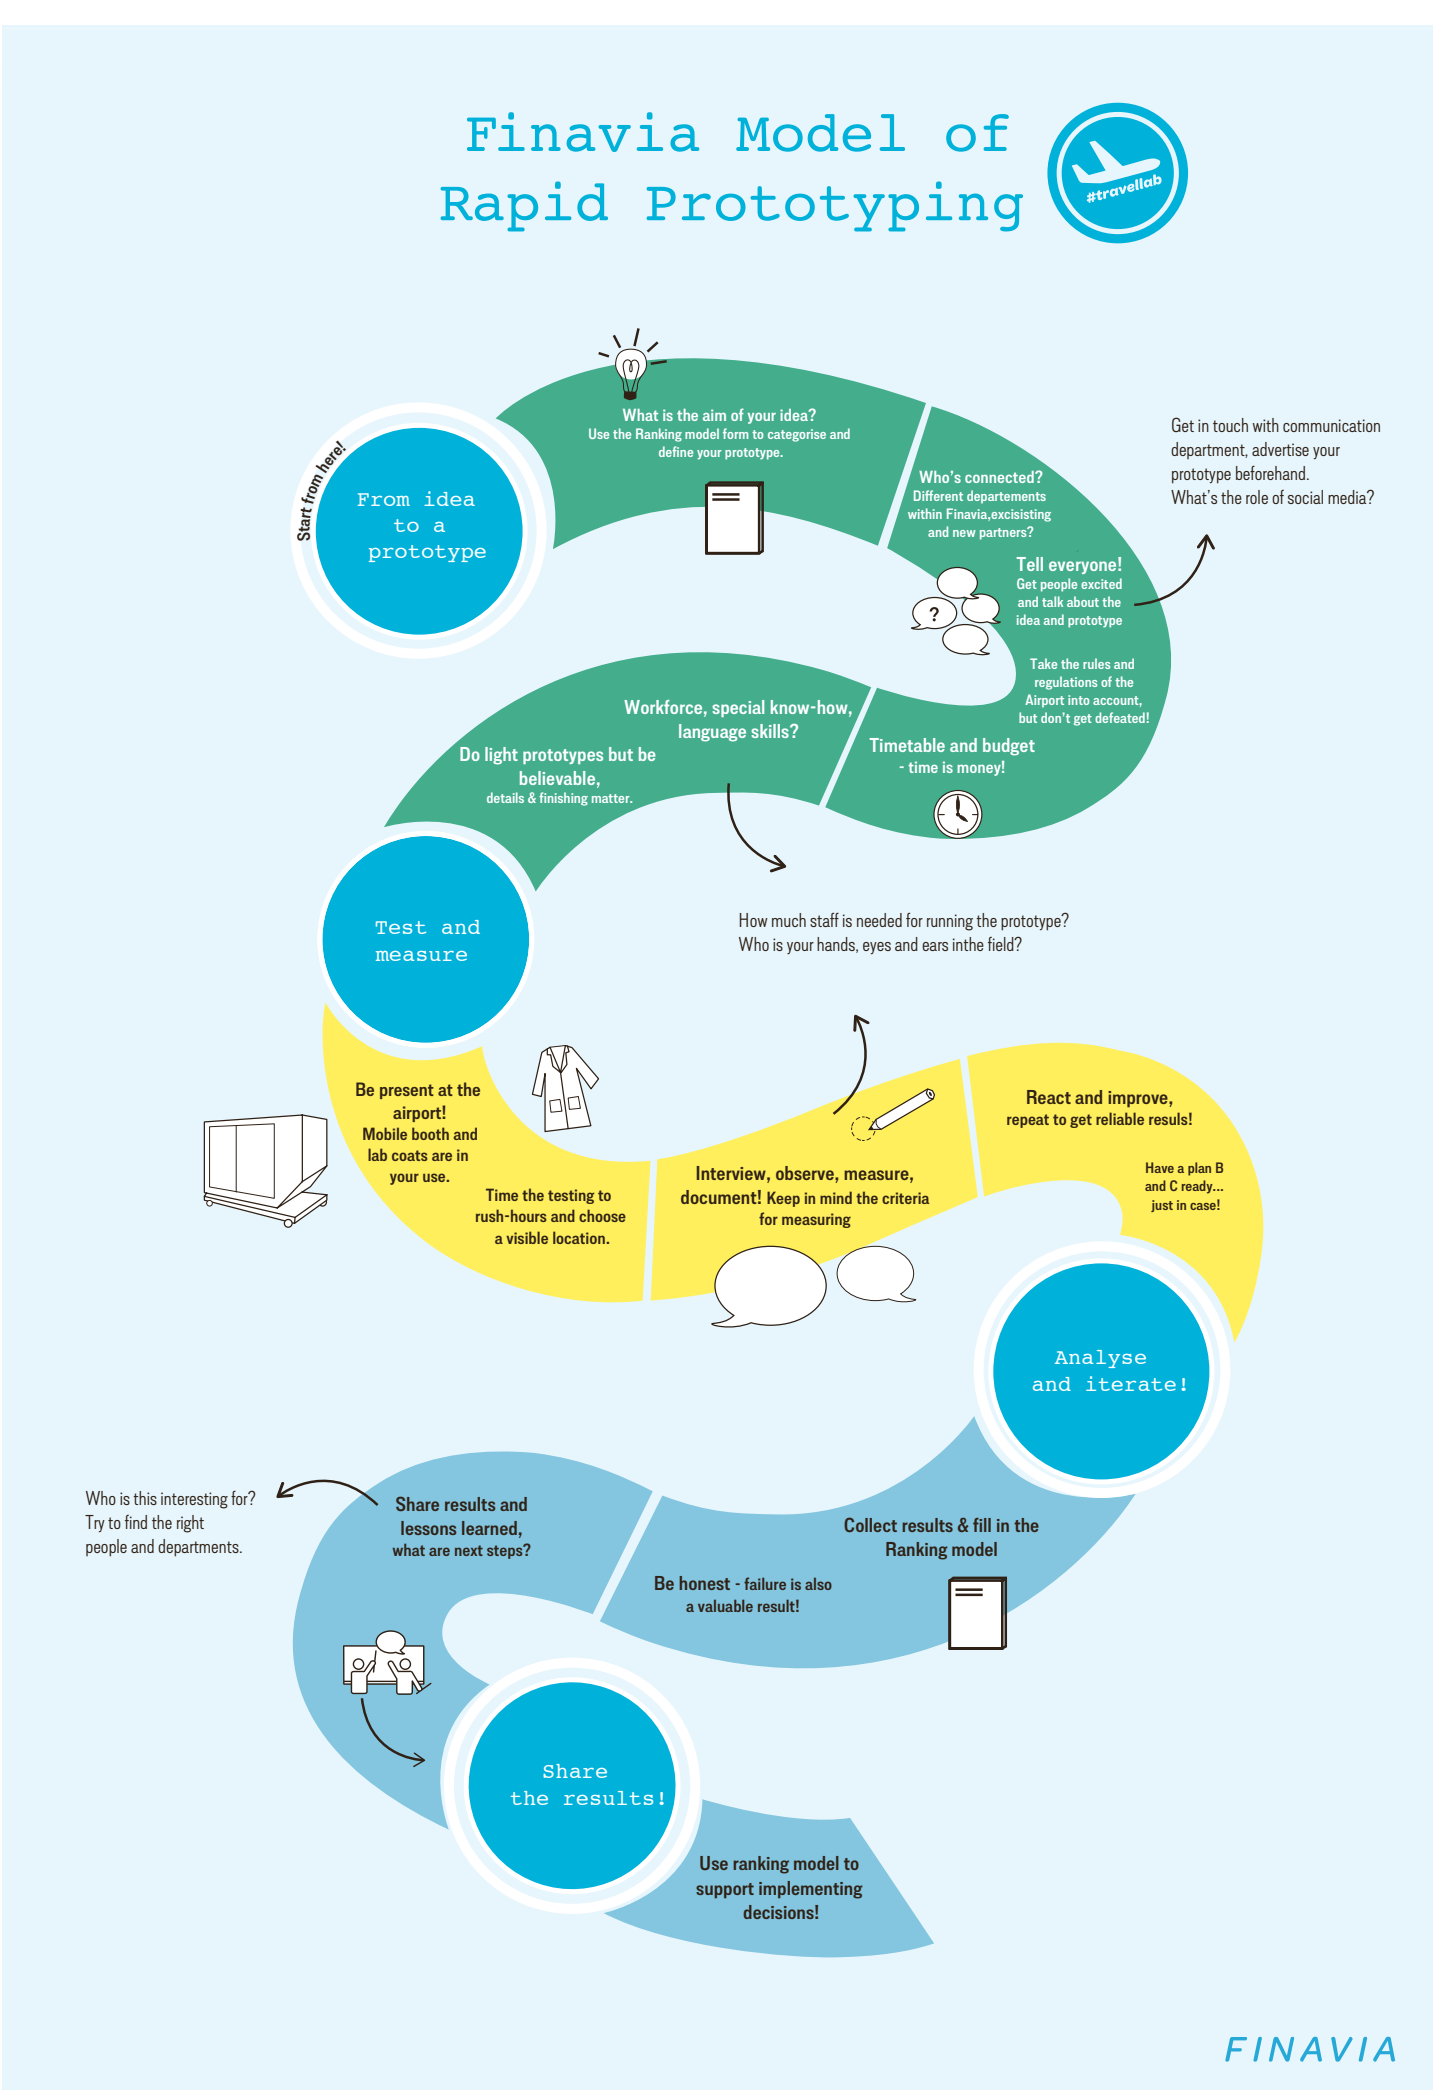 Finavia Model of
Rapid Prototyping
#travellab
Start from here!
From idea
to a
prototype
What is the aim of your idea?
Use the Ranking model form to categorise and
define your prototype.
Who's connected?
Different departements
within Finavia,excisisting
and new partners?
Tell everyone!
Get people excited
and talk about the
idea and prototype
Get in touch with communication
department, advertise your
prototype beforehand.
What's the role of social media?
?
Take the rules and
regulations of the
Airport into account,
but don't get defeated!
Timetable and budget
- time is money!
Workforce, special know-how,
language skills?
Do light prototypes but be
believable,
details & finishing matter.
How much staff is needed for running the prototype?
Who is your hands, eyes and ears inthe field?
Test and
measure
Be present at the
airport!
Mobile booth and
lab coats are in
your use.
Time the testing to
rush-hours and choose
a visible location.
Interview, observe, measure,
document! Keep in mind the criteria
for measuring
React and improve,
repeat to get reliable resuls!
Have a plan B
and C ready...
just in case!
Analyse
and iterate!
Collect results & fill in the
Ranking model
Be honest - failure is also
a valuable result!
Share results and
lessons learned,
what are next steps?
Who is this interesting for?
Try to find the right
people and departments.
Share
the results!
Use ranking model to
support implementing
decisions!
FINAVIA